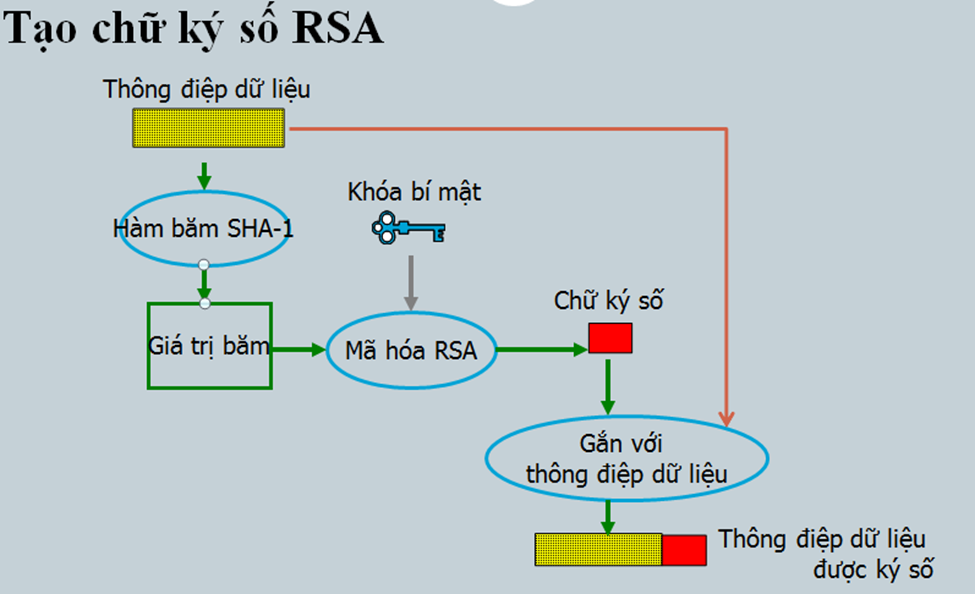 Tạo chữ ký số RSA
Thông điệp dữ liệu
Khóa bí mật
Hàm băm SHA-1
Chữ ký số
Giá trị băm
Mã hóa RSA
Gắn với
thông điệp dữ liệu
Thông điệp dữ liệu
được ký số